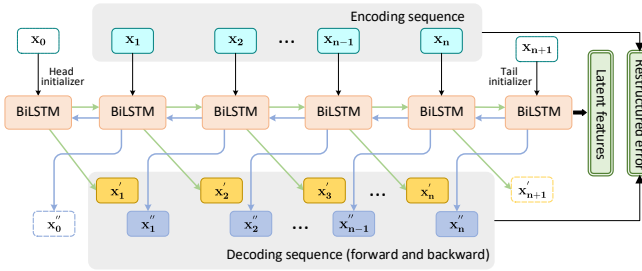 Encoding sequence
x₀ x₁ x₂ ... xₙ₋₁ xₙ xₙ₊₁
Head
initializer
Tail
initializer
BiLSTM BiLSTM BiLSTM BiLSTM BiLSTM BiLSTM
Latent features
Restructured error
x'₁ x'₂ x'₃ ... x'ₙ x'ₙ₊₁
x''₀ x''₁ x''₂ ... x''ₙ₋₁ x''ₙ
Decoding sequence (forward and backward)